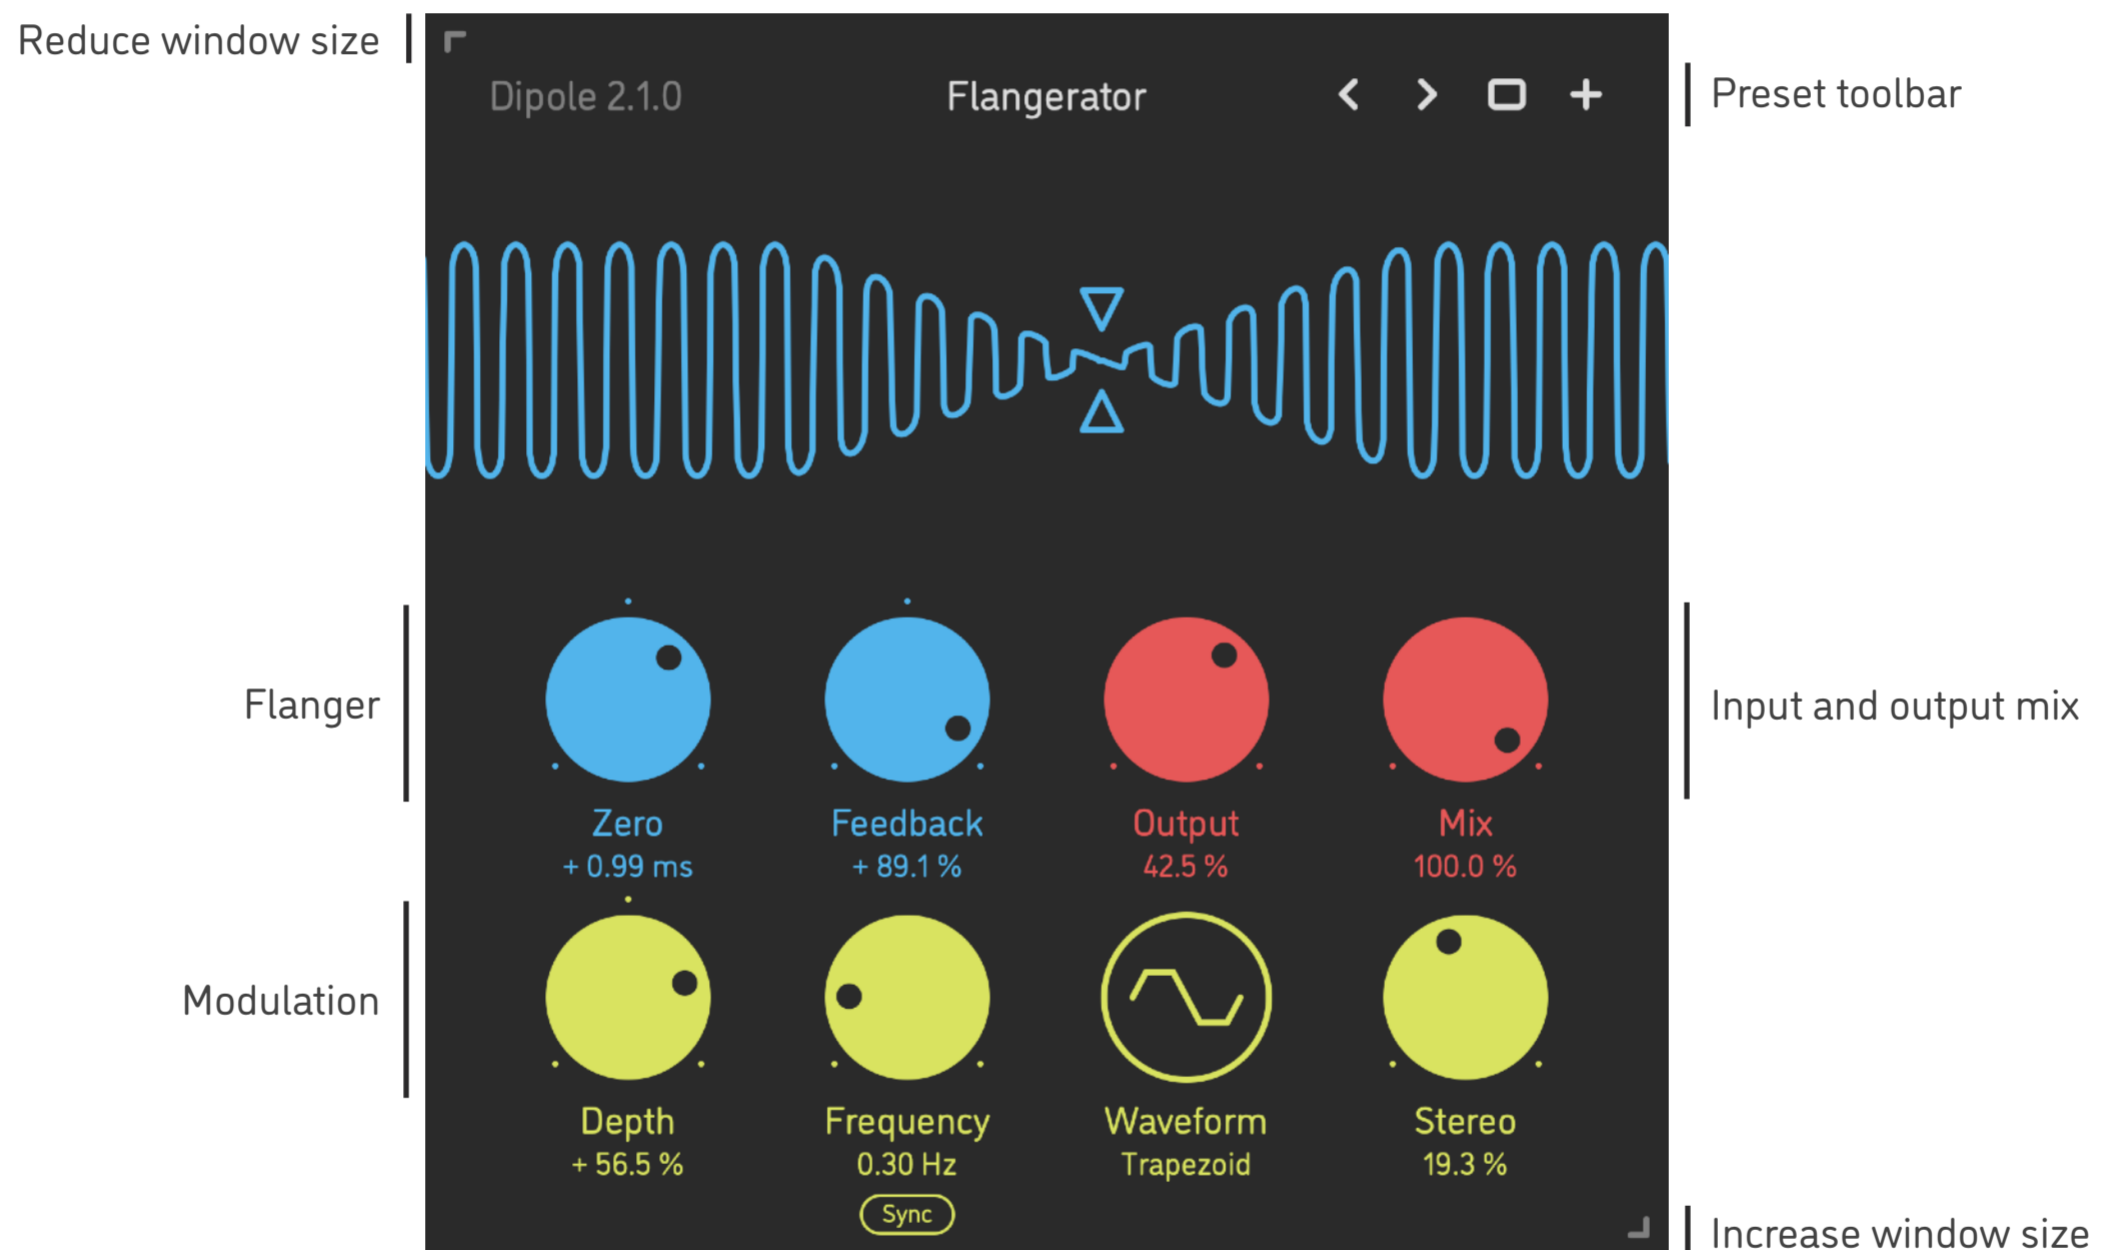 Reduce window size
Dipole 2.1.0
Flangerator
Preset toolbar
Flanger
Input and output mix
Zero
Feedback
Output
Mix
+ 0.99 ms
+ 89.1 %
42.5 %
100.0 %
Modulation
Depth
Frequency
Waveform
Stereo
+ 56.5 %
0.30 Hz
Trapezoid
19.3 %
Sync
Increase window size